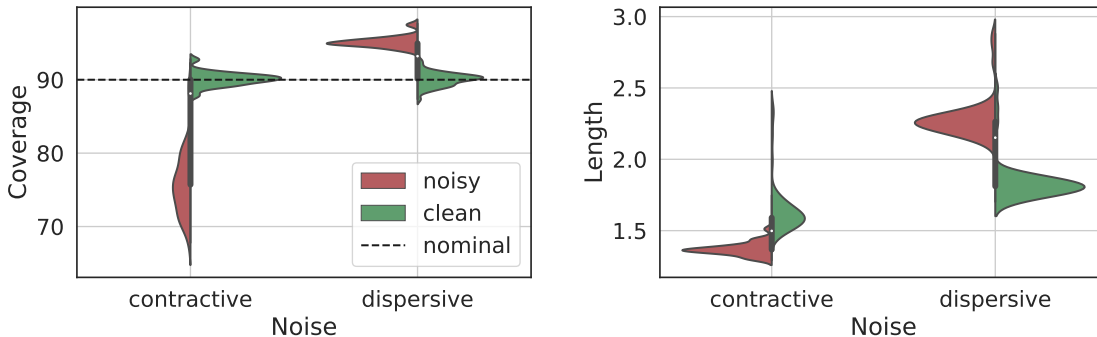 Coverage
90
80
70
noisy
clean
nominal
contractive
dispersive
Noise
Length
3.0
2.5
2.0
1.5
contractive
dispersive
Noise